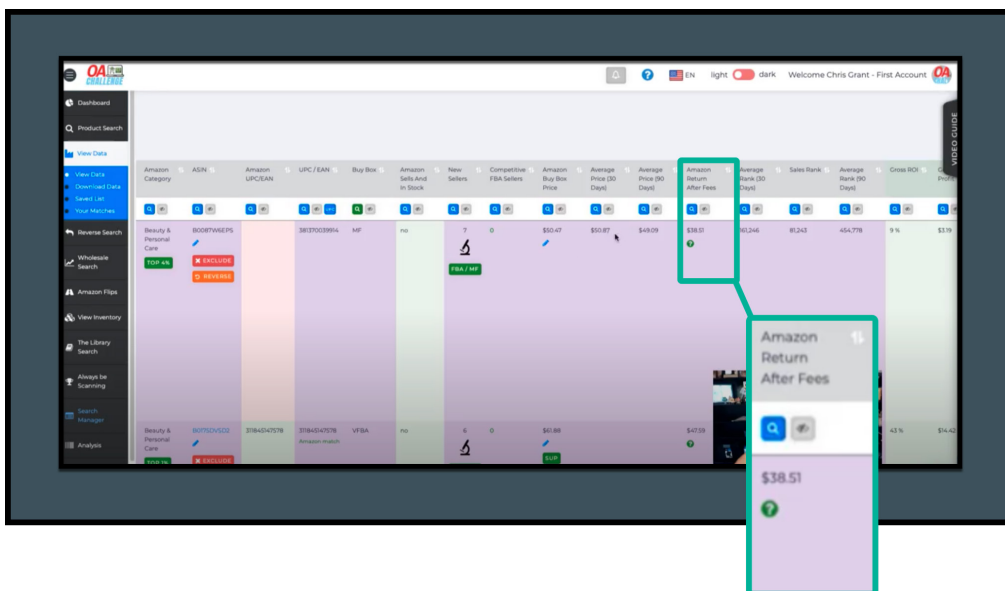 OA
CHALLENGE
EN light dark Welcome Chris Grant - First Account OA
Dashboard
Product Search
View Data
View Data
Download Data
Saved List
Your Matches
Reverse Search
Wholesale
Search
Amazon Flips
View Inventory
The Library
Search
Always be
Scanning
Search
Manager
Analysis
VIDEO GUIDE
Amazon
Category
ASIN
Amazon
UPC/EAN
UPC / EAN
Buy Box
Amazon
Sells And
In Stock
New
Sellers
Competitive
FBA Sellers
Amazon
Buy Box
Price
Average
Price (30
Days)
Average
Price (90
Days)
Amazon
Return
After Fees
Average
Rank (30
Days)
Sales Rank
Average
Rank (90
Days)
Gross ROI
Profit
Beauty &
Personal
Care
TOP 4%
B0087W6EPS
EXCLUDE
REVERSE
381370039914
MF
no
7
FBA / MF
0
$50.47
$50.87
$49.09
$38.51
161,246
81,243
454,778
9 %
$3.19
Beauty &
Personal
Care
TOP 1%
EXCLUDE
311845147578
311845147578
Amazon match
VFBA
no
6
0
$61.88
SUP
$47.59
43 %
$14.42
Amazon
Return
After Fees
$38.51